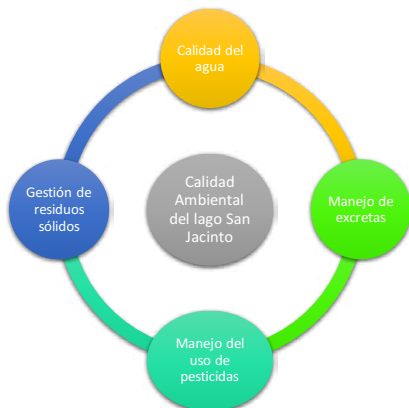 Calidad del
agua
Gestión de
residuos
sólidos
Calidad
Ambiental
del lago San
Jacinto
Manejo de
excretas
Manejo del
uso de
pesticidas